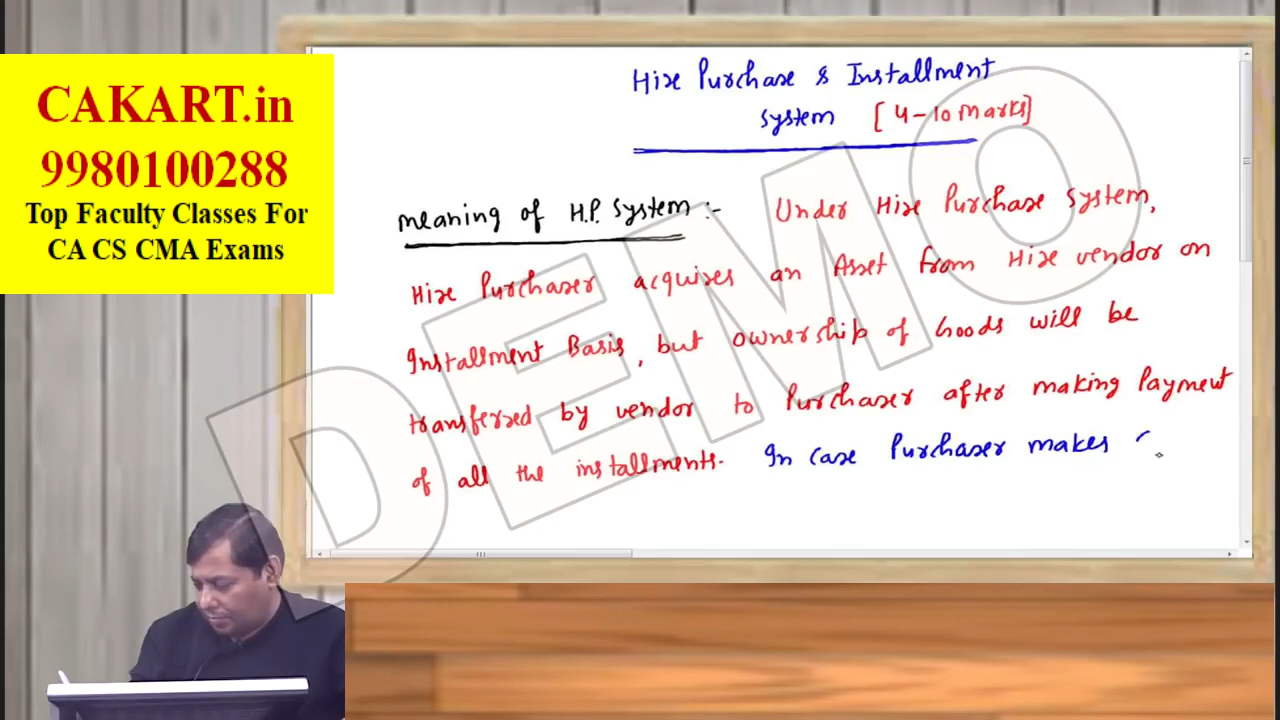 CAKART.in
9980100288
Top Faculty Classes For
CA CS CMA Exams
Hire Purchase & Installment
System [4-10 Marks]
meaning of H.P. System :- Under Hire Purchase System,
Hire Purchaser acquires an Asset from Hire vendor on
Installment Basis, but ownership of Goods will be
transferred by vendor to Purchaser after making Payment
of all the installments. In case Purchaser makes
DEMO